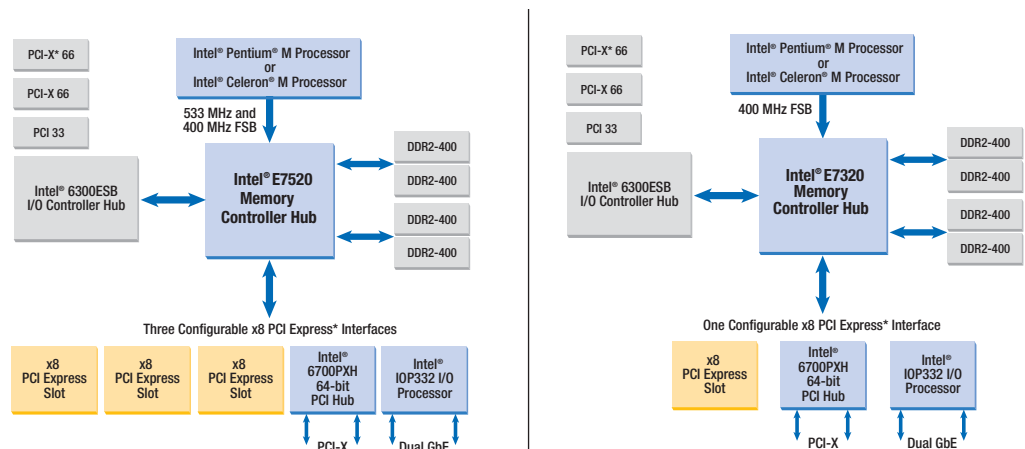 PCI-X* 66
PCI-X 66
PCI 33
Intel® 6300ESB
I/O Controller Hub
Intel® Pentium® M Processor
or
Intel® Celeron® M Processor
533 MHz and
400 MHz FSB
Intel® E7520
Memory
Controller Hub
DDR2-400
DDR2-400
DDR2-400
DDR2-400
Three Configurable x8 PCI Express* Interfaces
x8
PCI Express
Slot
x8
PCI Express
Slot
x8
PCI Express
Slot
Intel®
6700PXH
64-bit
PCI Hub
Intel®
IOP332 I/O
Processor
PCI-X
Dual GbE
PCI-X* 66
PCI-X 66
PCI 33
Intel® 6300ESB
I/O Controller Hub
Intel® Pentium® M Processor
or
Intel® Celeron® M Processor
400 MHz FSB
Intel® E7320
Memory
Controller Hub
DDR2-400
DDR2-400
DDR2-400
DDR2-400
One Configurable x8 PCI Express* Interface
x8
PCI Express
Slot
Intel®
6700PXH
64-bit
PCI Hub
Intel®
IOP332 I/O
Processor
PCI-X
Dual GbE